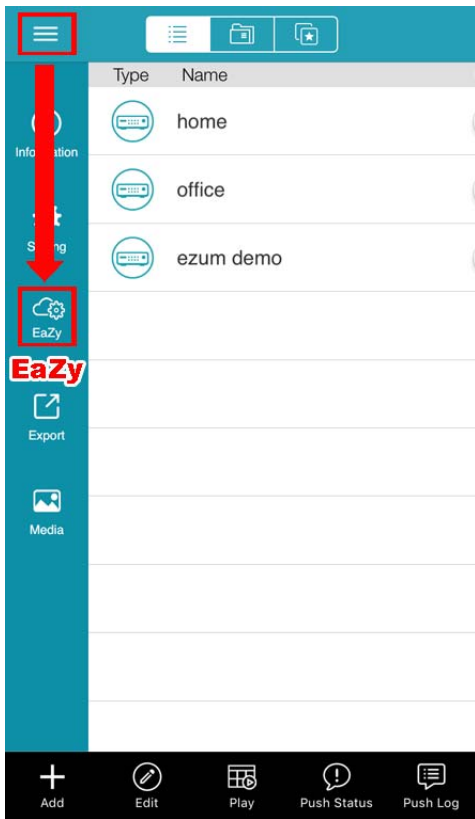 Type Name
home
office
ezum demo
EaZy
EaZy
Export
Media
Add Edit Play Push Status Push Log